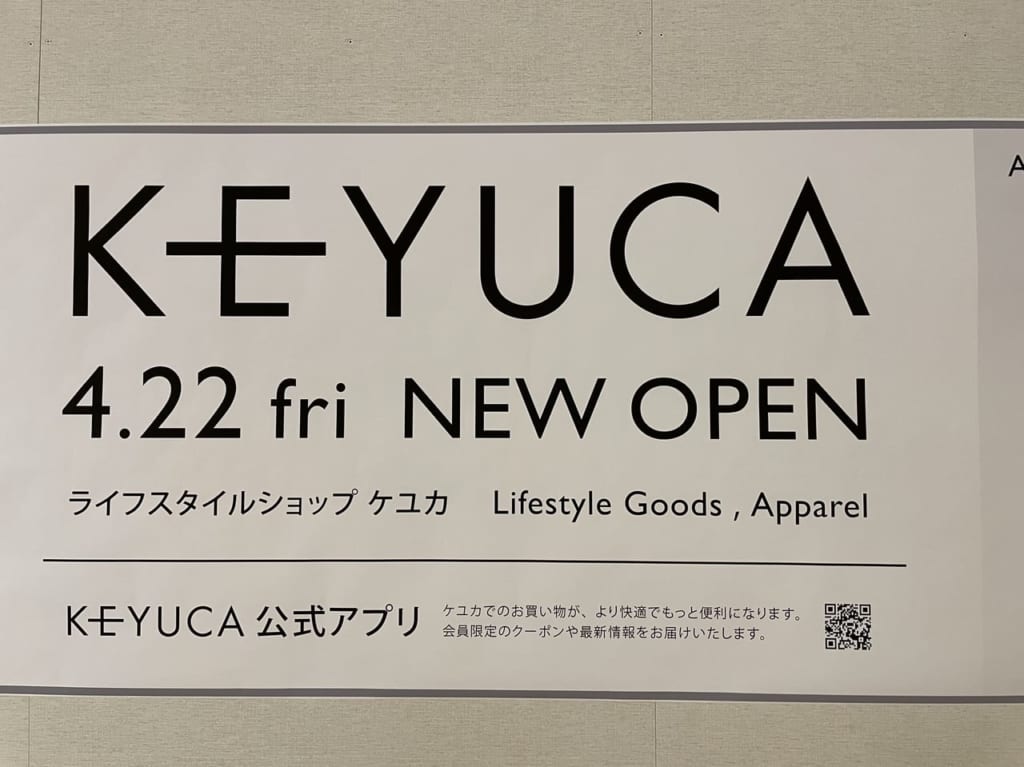 KEYUCA
4.22 fri NEW OPEN
ライフスタイルショップ ケユカ Lifestyle Goods , Apparel
KEYUCA 公式アプリ
ケユカでのお買い物が、より快適でもっと便利になります。
会員限定のクーポンや最新情報をお届けいたします。
A